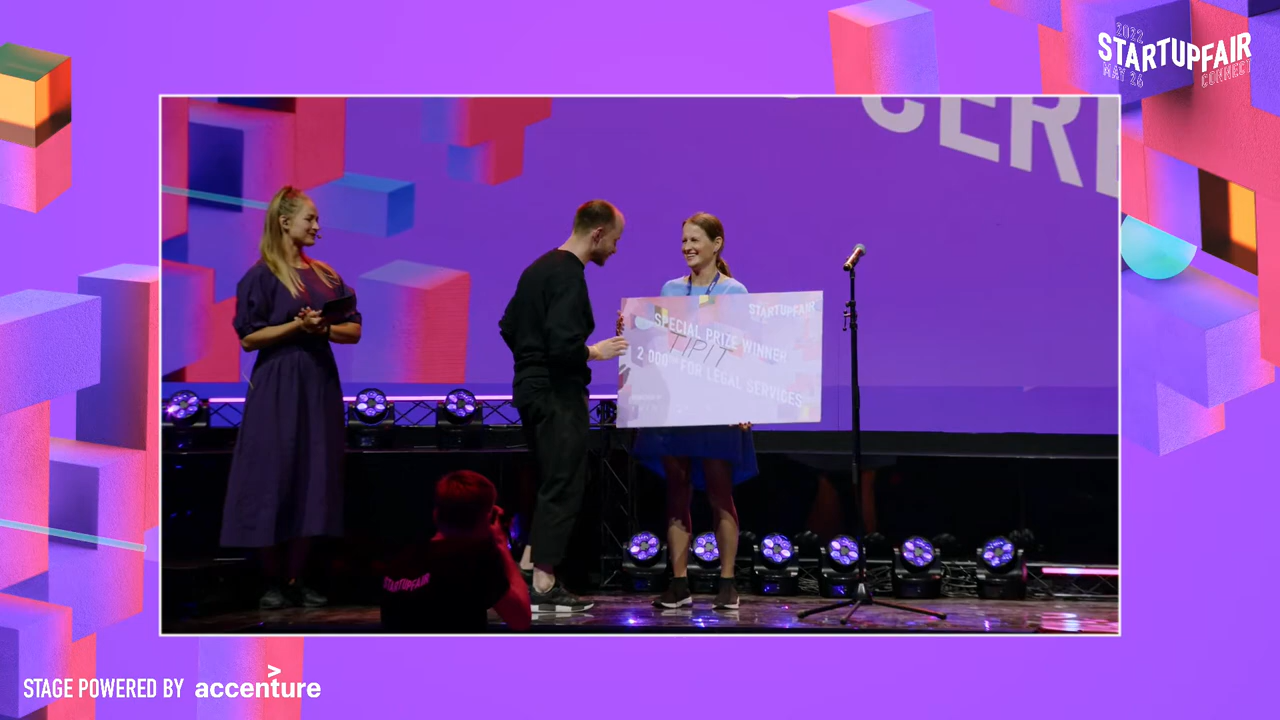 2022
STARTUPFAIR
MAY 26 CONNECT
CERE
STARTUPFAIR
SPECIAL PRIZE WINNER
TIPIT
2 000 FOR LEGAL SERVICES
STARTUPFAIR
STAGE POWERED BY accenture